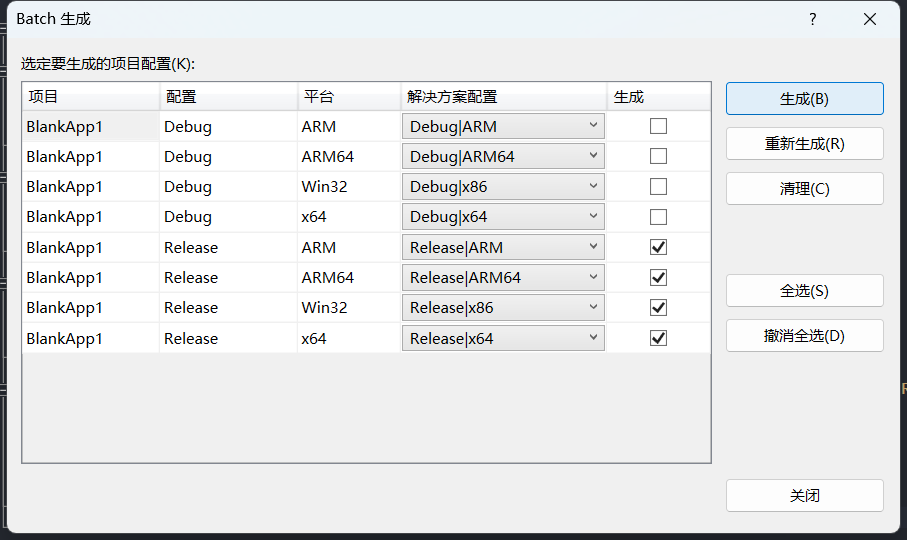 Batch 生成
?
选定要生成的项目配置(K):
项目 配置 平台 解决方案配置 生成
BlankApp1 Debug ARM Debug|ARM
BlankApp1 Debug ARM64 Debug|ARM64
BlankApp1 Debug Win32 Debug|x86
BlankApp1 Debug x64 Debug|x64
BlankApp1 Release ARM Release|ARM
BlankApp1 Release ARM64 Release|ARM64
BlankApp1 Release Win32 Release|x86
BlankApp1 Release x64 Release|x64
生成(B)
重新生成(R)
清理(C)
全选(S)
撤消全选(D)
关闭